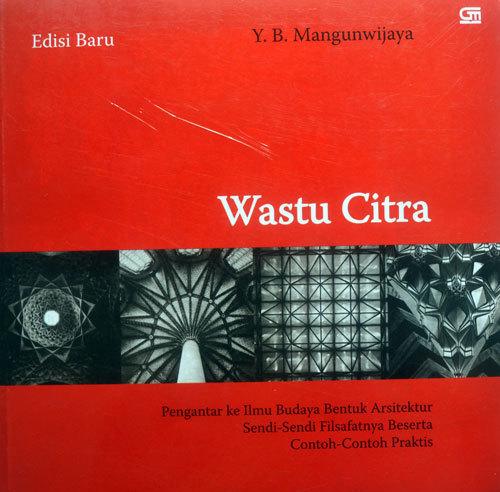 Edisi Baru
Y. B. Mangunwijaya
GM
Wastu Citra
Pengantar ke Ilmu Budaya Bentuk Arsitektur
Sendi-Sendi Filsafatnya Beserta
Contoh-Contoh Praktis